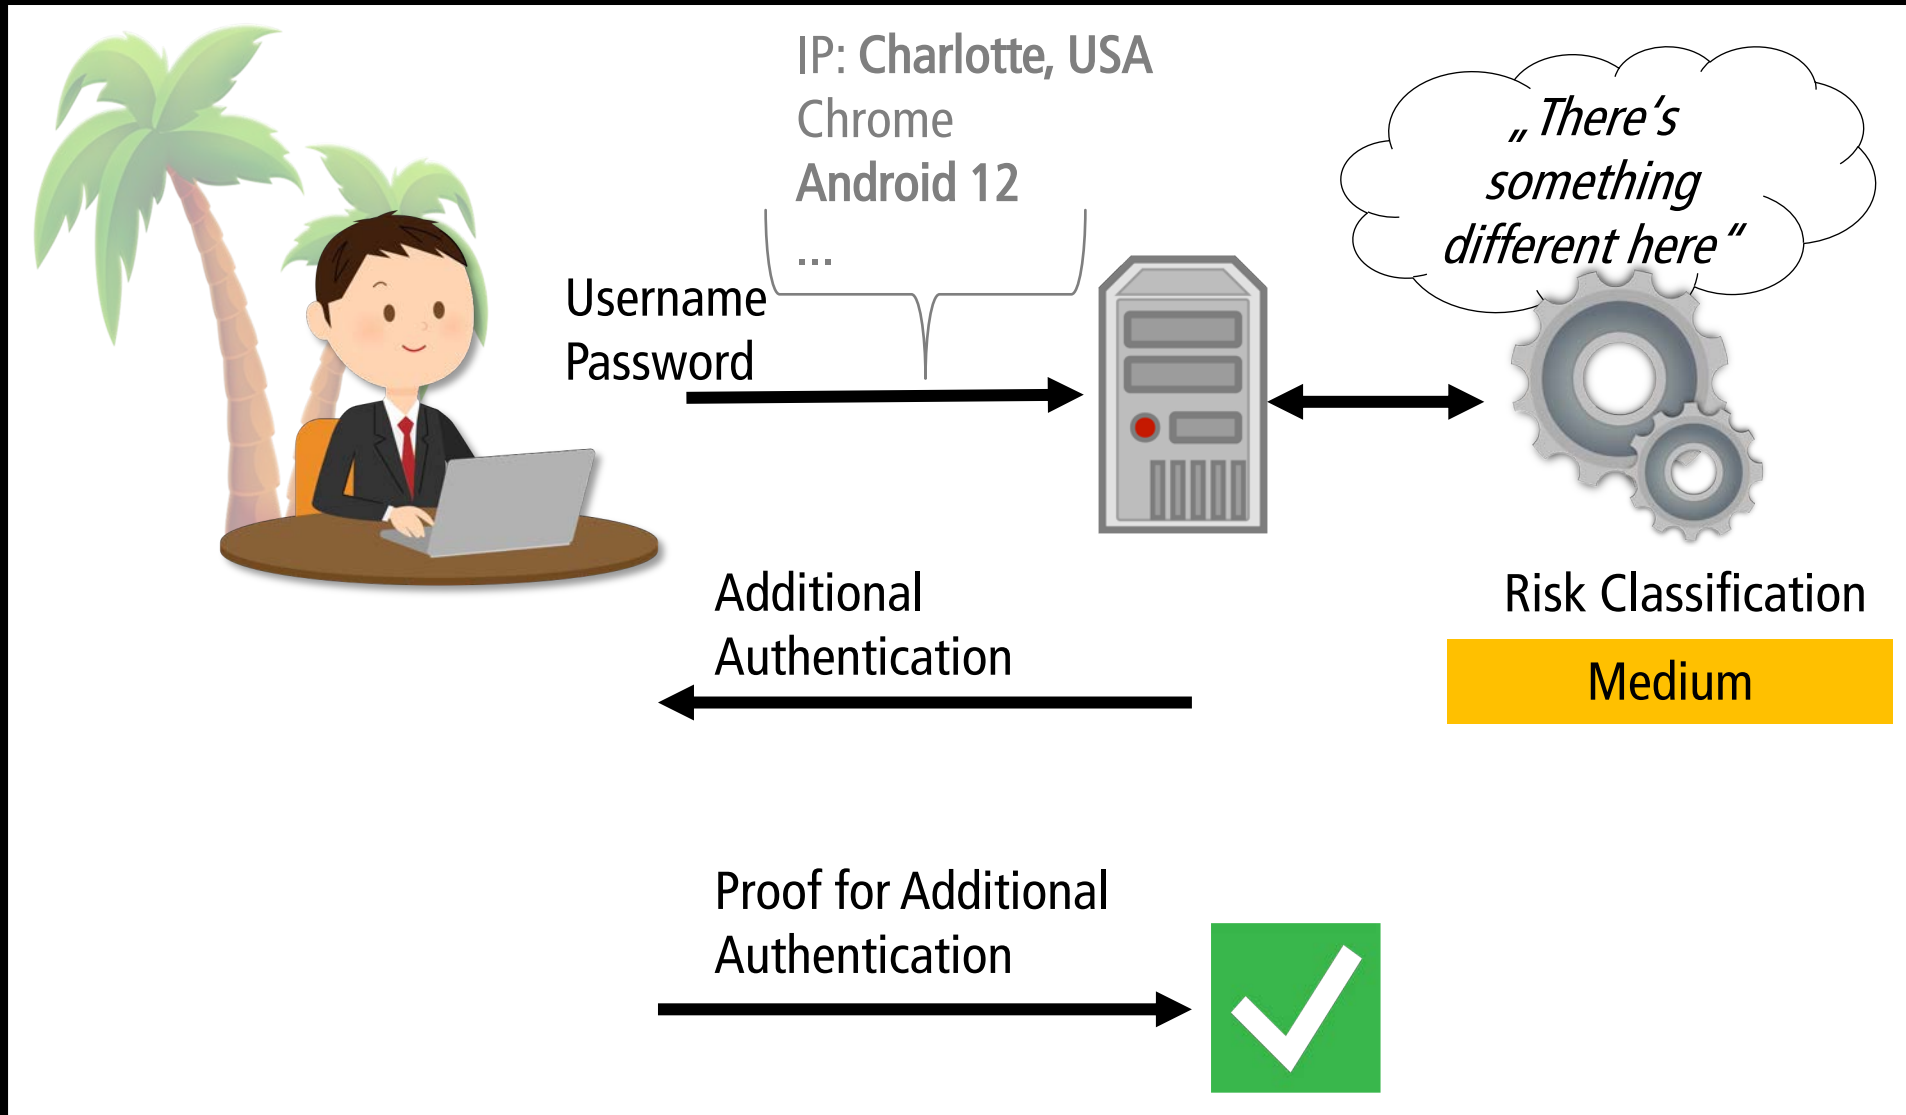 IP: Charlotte, USA
Chrome
Android 12
...
„There‘s
something
different here“
Username
Password
Additional
Authentication
Risk Classification
Medium
Proof for Additional
Authentication